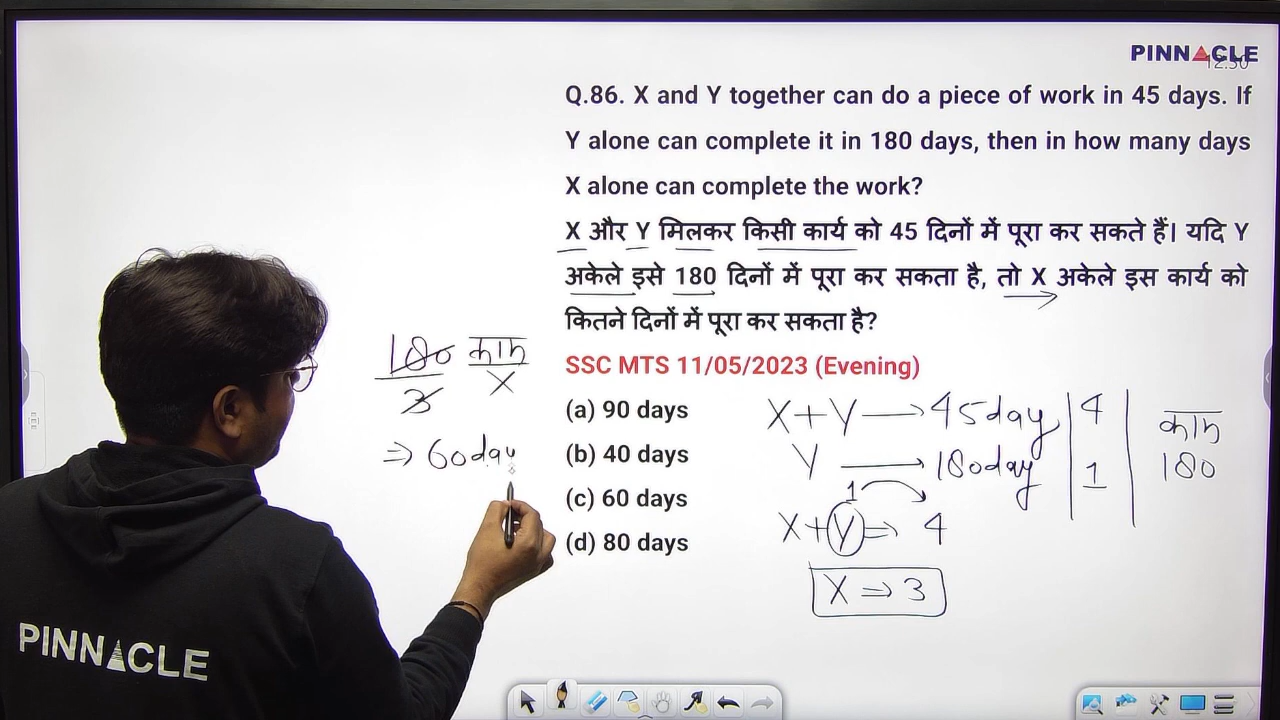 PINNACLE
12:30
Q.86. X and Y together can do a piece of work in 45 days. If
Y alone can complete it in 180 days, then in how many days
X alone can complete the work?
X और Y मिलकर किसी कार्य को 45 दिनों में पूरा कर सकते हैं। यदि Y
अकेले इसे 180 दिनों में पूरा कर सकता है, तो X अकेले इस कार्य को
कितने दिनों में पूरा कर सकता है?
SSC MTS 11/05/2023 (Evening)
(a) 90 days
(b) 40 days
(c) 60 days
(d) 80 days
180 काम
3 X
⇒ 60day
X+Y → 45day 4 काम
Y → 180day 1 180
1
X+Y ⇒ 4
X ⇒ 3
PINNACLE